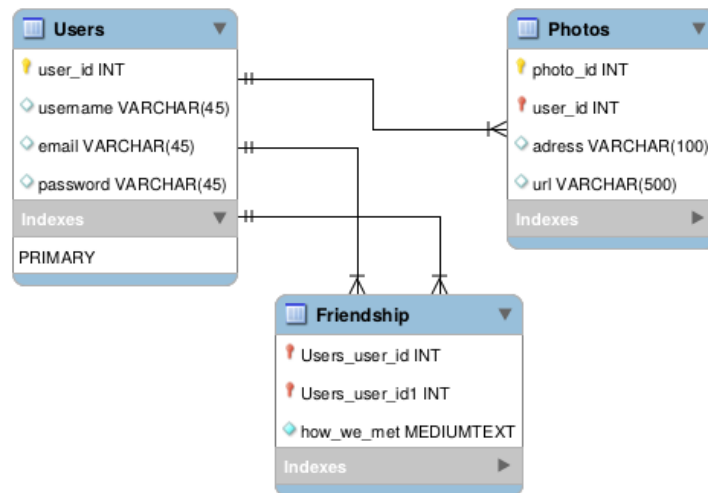 Users
user_id INT
username VARCHAR(45)
email VARCHAR(45)
password VARCHAR(45)
Indexes
PRIMARY
Photos
photo_id INT
user_id INT
adress VARCHAR(100)
url VARCHAR(500)
Indexes
Friendship
Users_user_id INT
Users_user_id1 INT
how_we_met MEDIUMTEXT
Indexes